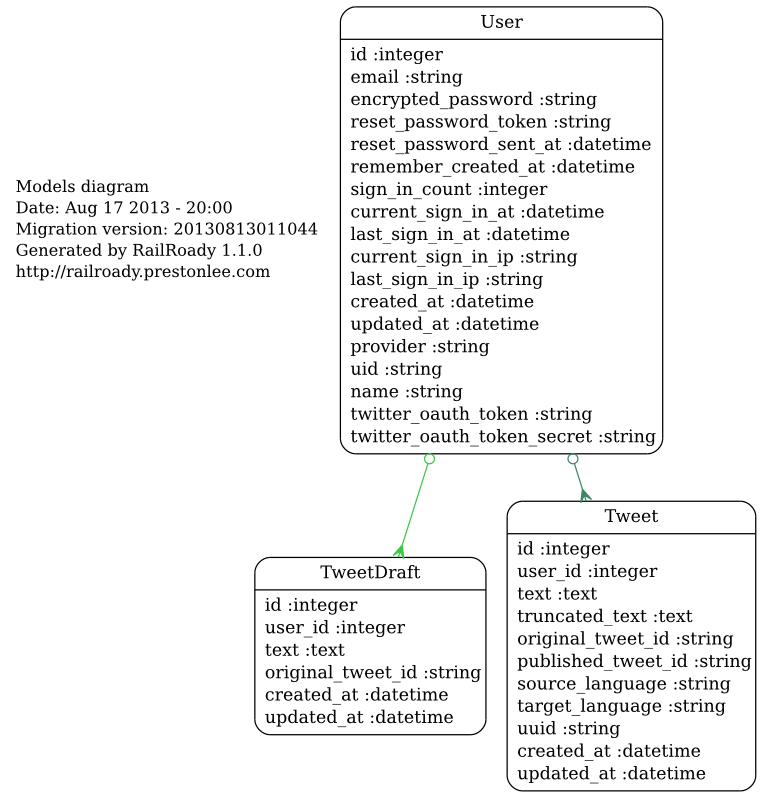 Models diagram
Date: Aug 17 2013 - 20:00
Migration version: 20130813011044
Generated by RailRoady 1.1.0
http://railroady.prestonlee.com
User
id :integer
email :string
encrypted_password :string
reset_password_token :string
reset_password_sent_at :datetime
remember_created_at :datetime
sign_in_count :integer
current_sign_in_at :datetime
last_sign_in_at :datetime
current_sign_in_ip :string
last_sign_in_ip :string
created_at :datetime
updated_at :datetime
provider :string
uid :string
name :string
twitter_oauth_token :string
twitter_oauth_token_secret :string
TweetDraft
id :integer
user_id :integer
text :text
original_tweet_id :string
created_at :datetime
updated_at :datetime
Tweet
id :integer
user_id :integer
text :text
truncated_text :text
original_tweet_id :string
published_tweet_id :string
source_language :string
target_language :string
uuid :string
created_at :datetime
updated_at :datetime